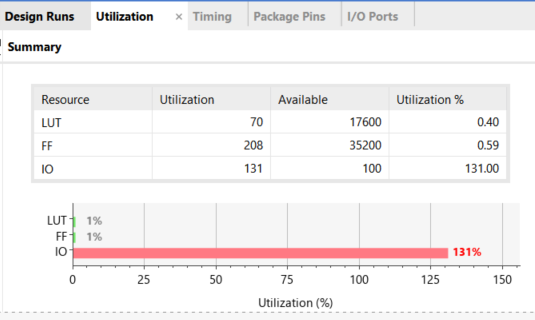 Design Runs Utilization × Timing Package Pins I/O Ports
Summary
Resource Utilization Available Utilization %
LUT 70 17600 0.40
FF 208 35200 0.59
IO 131 100 131.00
LUT 1%
FF 1%
IO 131%
0 25 50 75 100 125 150
Utilization (%)